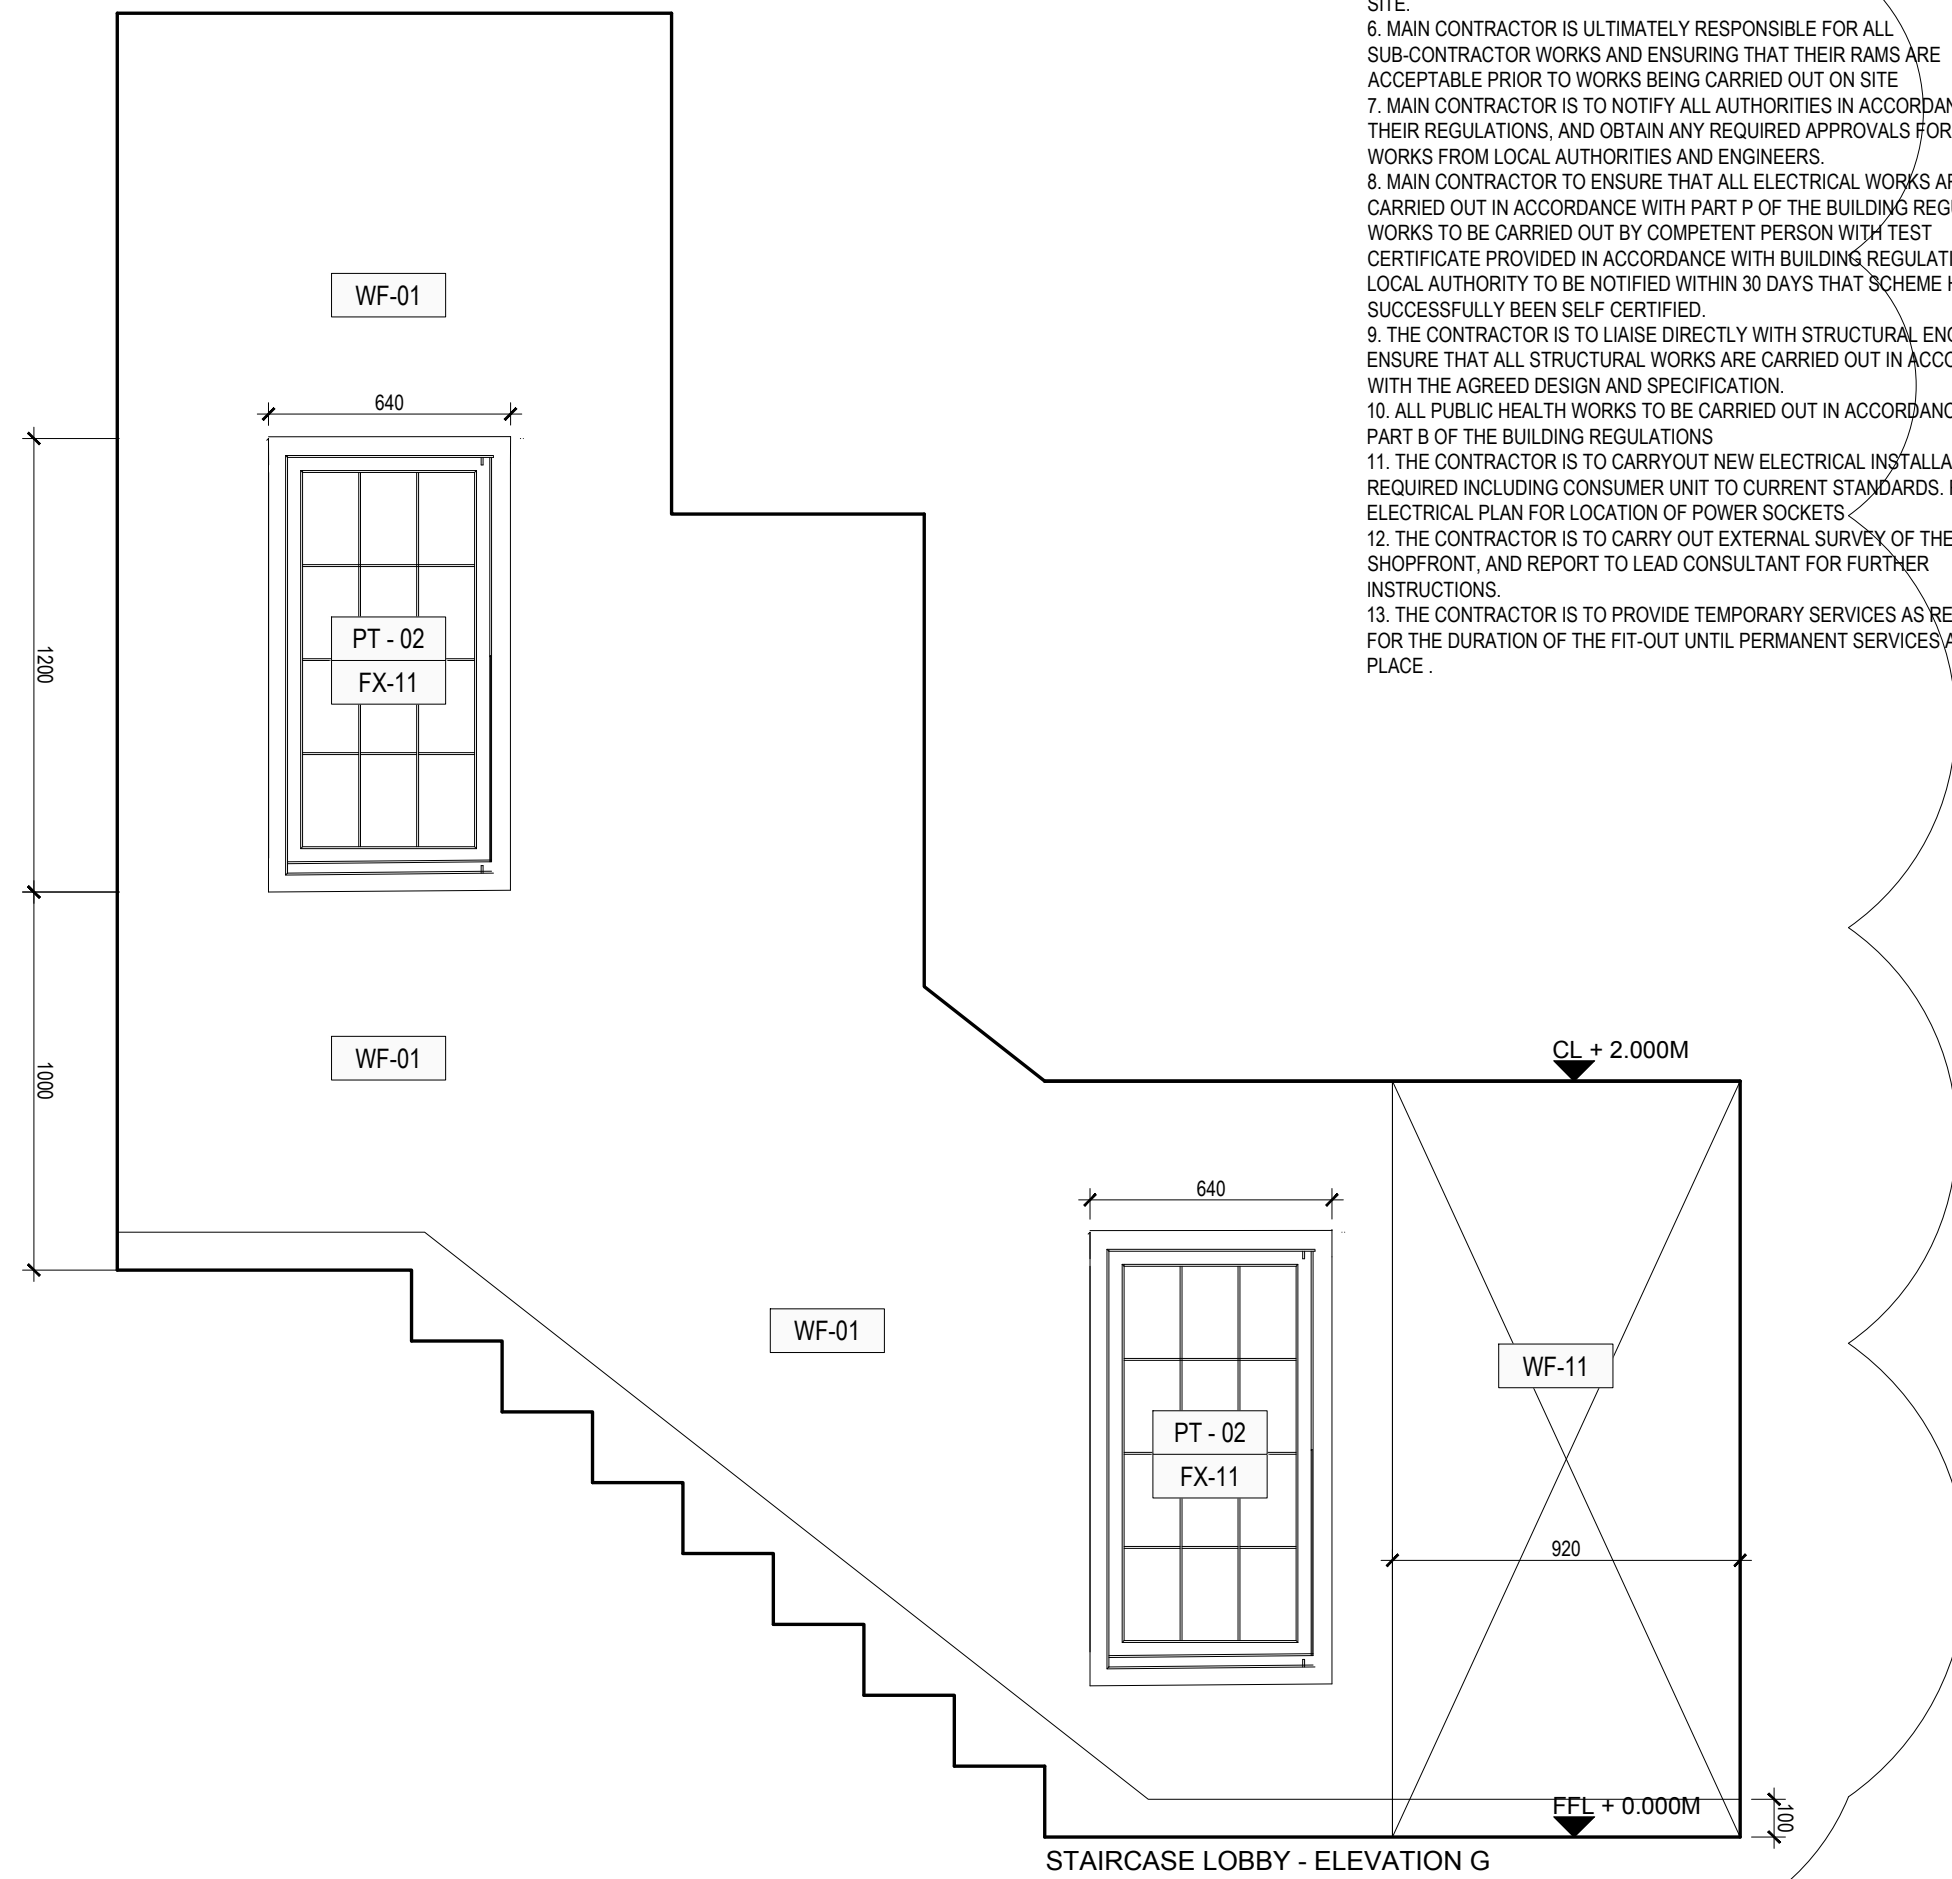 SITE.
6. MAIN CONTRACTOR IS ULTIMATELY RESPONSIBLE FOR ALL
SUB-CONTRACTOR WORKS AND ENSURING THAT THEIR RAMS ARE
ACCEPTABLE PRIOR TO WORKS BEING CARRIED OUT ON SITE
7. MAIN CONTRACTOR IS TO NOTIFY ALL AUTHORITIES IN
THEIR REGULATIONS, AND OBTAIN ANY REQUIRED APPROVALS FOR
WORKS FROM LOCAL AUTHORITIES AND ENGINEERS.
8. MAIN CONTRACTOR TO ENSURE THAT ALL ELECTRICAL WORKS
CARRIED OUT IN ACCORDANCE WITH PART P OF THE BUILDING
WORKS TO BE CARRIED OUT BY COMPETENT PERSON WITH TEST
CERTIFICATE PROVIDED IN ACCORDANCE WITH BUILDING
LOCAL AUTHORITY TO BE NOTIFIED WITHIN 30 DAYS THAT SCHEME
SUCCESSFULLY BEEN SELF CERTIFIED.
9. THE CONTRACTOR IS TO LIAISE DIRECTLY WITH STRUCTURAL
ENSURE THAT ALL STRUCTURAL WORKS ARE CARRIED OUT IN
WITH THE AGREED DESIGN AND SPECIFICATION.
10. ALL PUBLIC HEALTH WORKS TO BE CARRIED OUT IN
PART B OF THE BUILDING REGULATIONS
11. THE CONTRACTOR IS TO CARRYOUT NEW ELECTRICAL
REQUIRED INCLUDING CONSUMER UNIT TO CURRENT STANDARDS.
ELECTRICAL PLAN FOR LOCATION OF POWER SOCKETS
12. THE CONTRACTOR IS TO CARRY OUT EXTERNAL SURVEY OF THE
SHOPFRONT, AND REPORT TO LEAD CONSULTANT FOR FURTHER
INSTRUCTIONS.
13. THE CONTRACTOR IS TO PROVIDE TEMPORARY SERVICES AS
FOR THE DURATION OF THE FIT-OUT UNTIL PERMANENT SERVICES
PLACE .
WF-01
640
1200
PT - 02
FX-11
WF-01
1000
CL + 2.000M
640
WF-01
WF-11
PT - 02
FX-11
920
FFL + 0.000M
100
STAIRCASE LOBBY - ELEVATION G